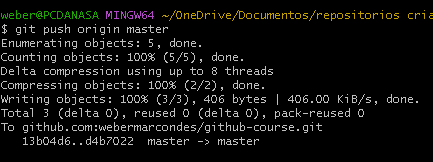 weber@PCDANASA MINGW64 ~/OneDrive/Documentos/repositorios cria
$ git push origin master
Enumerating objects: 5, done.
Counting objects: 100% (5/5), done.
Delta compression using up to 8 threads
Compressing objects: 100% (2/2), done.
Writing objects: 100% (3/3), 406 bytes | 406.00 KiB/s, done.
Total 3 (delta 0), reused 0 (delta 0), pack-reused 0
To github.com:webermarcondes/github-course.git
   13b04d6..d4b7022  master -> master